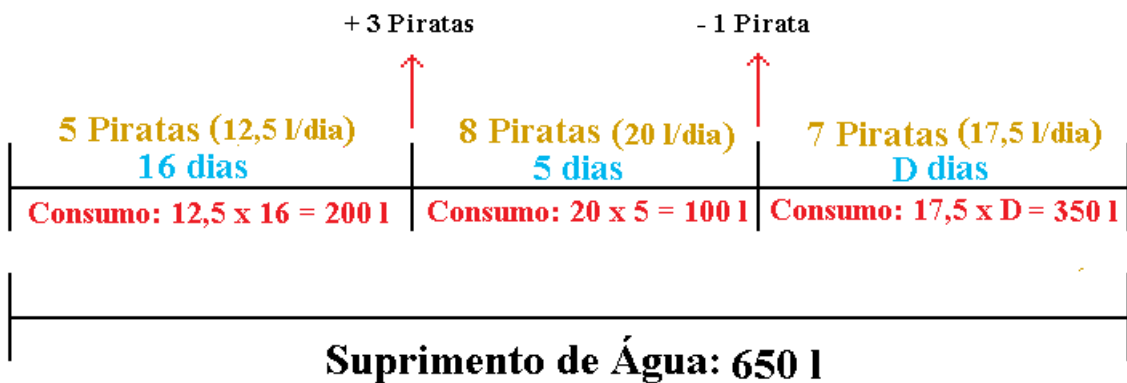 + 3 Piratas - 1 Pirata
5 Piratas (12,5 l/dia) 8 Piratas (20 l/dia) 7 Piratas (17,5 l/dia)
16 dias 5 dias D dias
Consumo: 12,5 x 16 = 200 l Consumo: 20 x 5 = 100 l Consumo: 17,5 x D = 350 l
Suprimento de Água: 650 l